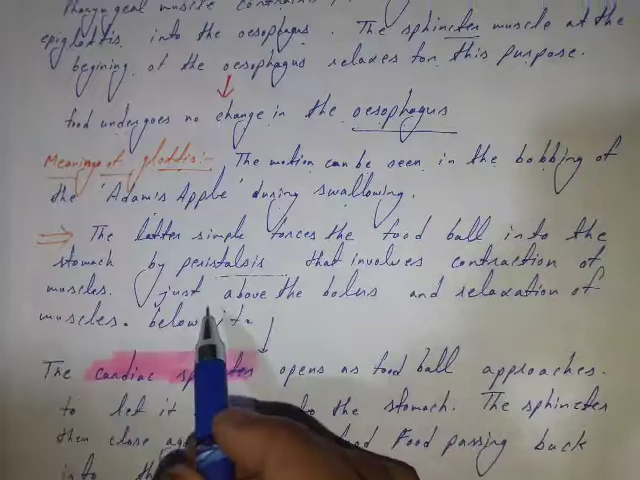 Pharyngeal muscle
epiglottis into the oesophagus. The sphincter muscle at the
begining of the oesophagus relaxes for this purpose.
food undergoes no change in the oesophagus
Meaning of glottis:- The motion can be seen in the bobbing of
the 'Adam's Apple' during swallowing.
⇒ The latter simple forces the food ball into the
stomach by peristalsis that involves contraction of
muscles. just above the bolus and relaxation of
muscles. below it.
The cardiac opens as food ball approaches.
to let it the stomach. The sphincter
then close Food passing back
into